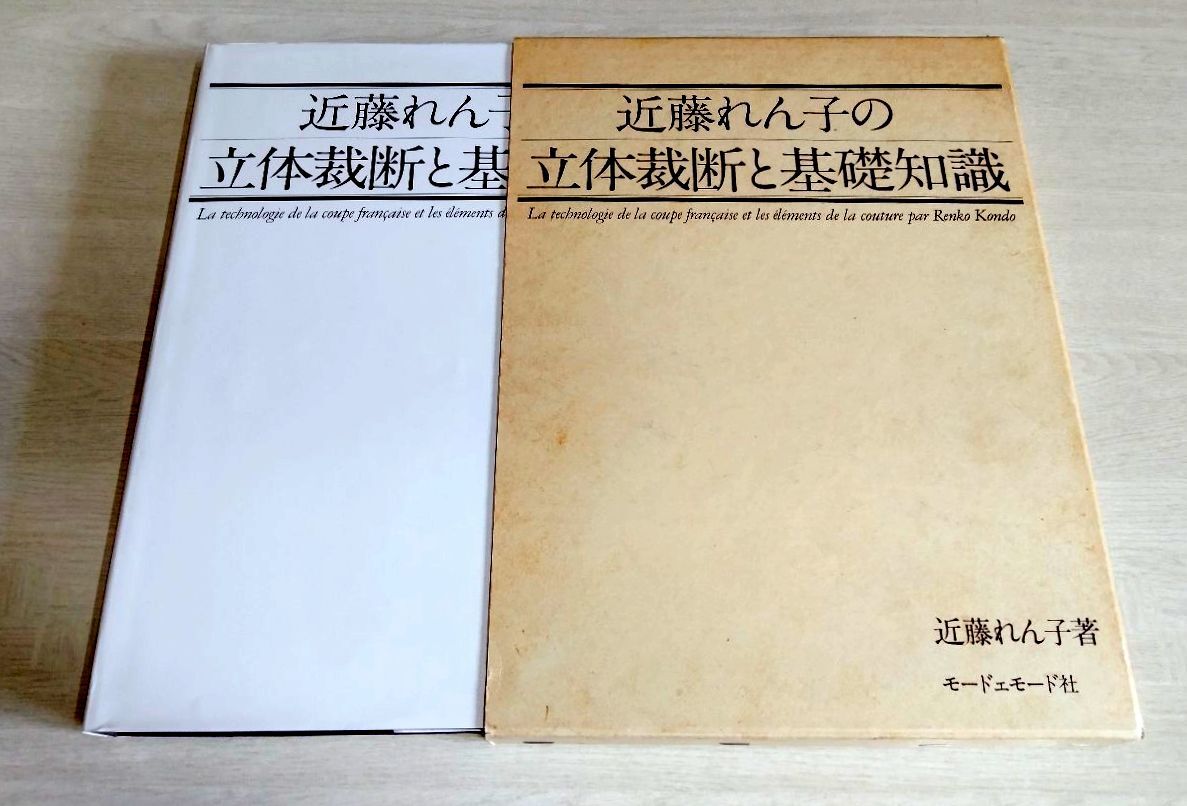 近藤れん子
立体裁断と基
La technologie de la coupe française et les éléments d
近藤れん子の
立体裁断と基礎知識
La technologie de la coupe française et les éléments de la couture par Renko Kondo
近藤れん子著
モードェモード社